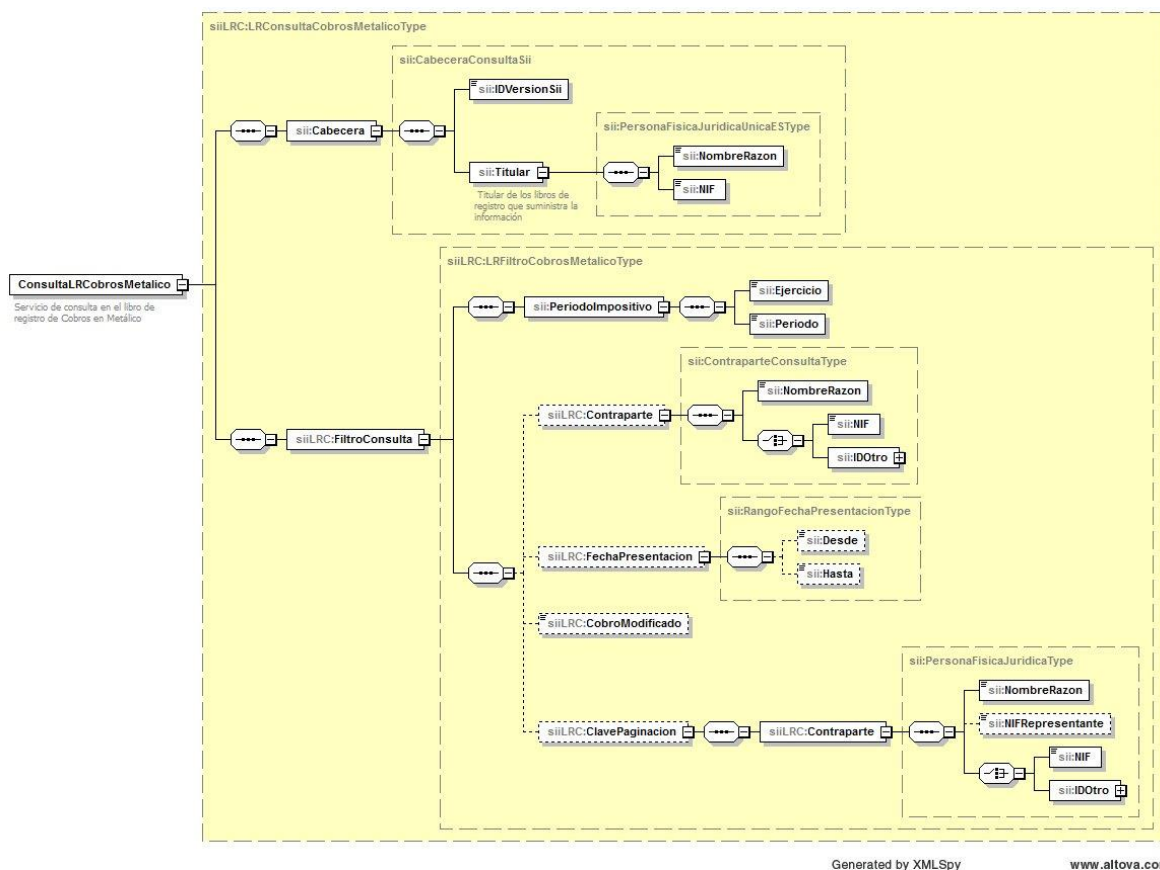 siiLRC:LRConsultaCobrosMetalicoType
sii:CabeceraConsultaSii
sii:IDVersionSii
sii:Cabecera
sii:PersonaFisicaJuridicaUnicaESType
sii:NombreRazon
sii:Titular
sii:NIF
Titular de los libros de
registro que suministra la
información
siiLRC:LRFiltroCobrosMetalicoType
ConsultaLRCobrosMetalico
Servicio de consulta en el libro de
registro de Cobros en Metálico
sii:PeriodoImpositivo
sii:Ejercicio
sii:Periodo
sii:ContraparteConsultaType
sii:NombreRazon
siiLRC:Contraparte
sii:NIF
siiLRC:FiltroConsulta
sii:IDOtro
sii:RangoFechaPresentacionType
sii:Desde
siiLRC:FechaPresentacion
sii:Hasta
siiLRC:CobroModificado
sii:PersonaFisicaJuridicaType
sii:NombreRazon
siiLRC:ClavePaginacion
siiLRC:Contraparte
sii:NIFRepresentante
sii:NIF
sii:IDOtro
Generated by XMLSpy
www.altova.co